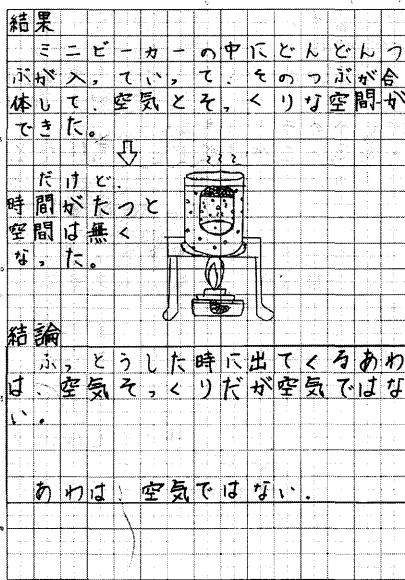 結果
ミニビーカーの中にどんどんつ
ぶが入っていって、そのつぶが合
体して、空気とそっくりな空間が
できた。
⇩
だけど、
時間がたつと
空間は無く
なった。
結論
ふっとうした時に出てくるあわ
は、空気そっくりだが空気ではな
い。
あわは、空気ではない。